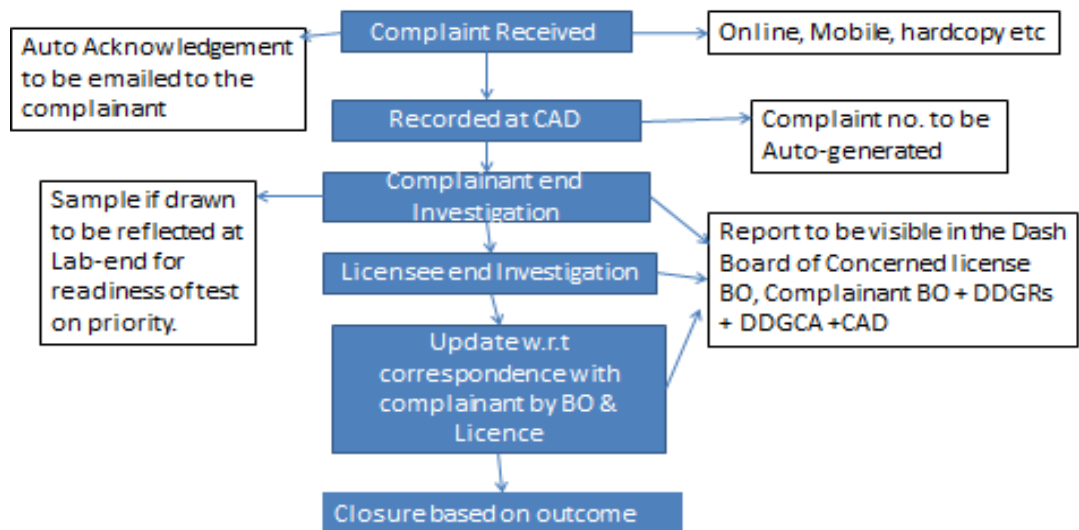 Complaint Received
Auto Acknowledgement
to be emailed to the
complainant
Online, Mobile, hardcopy etc
Recorded at CAD
Complaint no. to be
Auto-generated
Complainant end
Investigation
Sample if drawn
to be reflected at
Lab-end for
readiness of test
on priority.
Report to be visible in the Dash
Board of Concerned license
BO, Complainant BO + DDGRs
+ DDGCA +CAD
Licensee end Investigation
Update w.r.t
correspondence with
complainant by BO &
Licence
Closure based on outcome